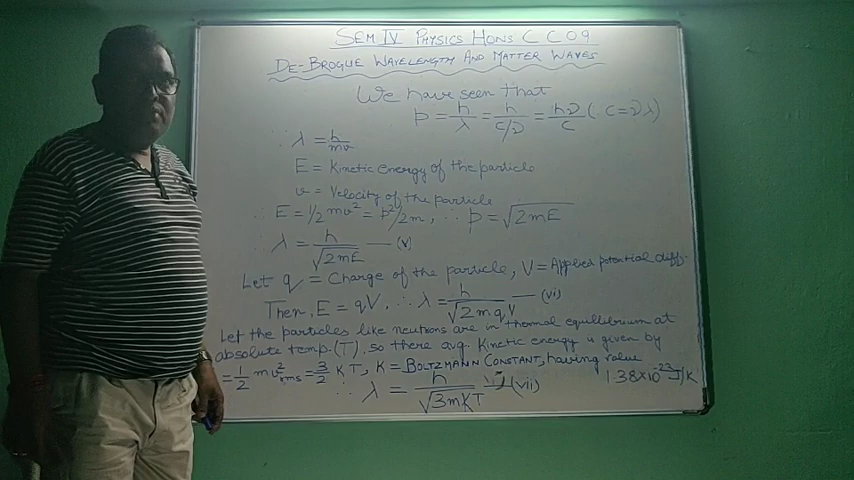 SEM IV PHYSICS HONS C C 09
DE-BROGUE WAVELENGTH AND MATTER WAVES
We have seen that
p = h/λ = h/c/ν = hν/c (∵ c=νλ)
∴ λ = h/mv
E = Kinetic energy of the particle
v = Velocity of the particle
∴ E = 1/2 mv² = p²/2m, ∴ p = √2mE
∴ λ = h/√2mE — (v)
Let q = Charge of the particle, V = Applied potential diff.
Then, E = qV, ∴ λ = h/√2mqV — (vi)
Let the particles like neutrons are in thermal equilibrium at
absolute temp. (T), so there avg. Kinetic energy is given by
= 1/2 mv²rms = 3/2 KT, K = BOLTZMANN CONSTANT, having value
1.38×10⁻²³ J/K
∴ λ = h/√3mKT — (vii)